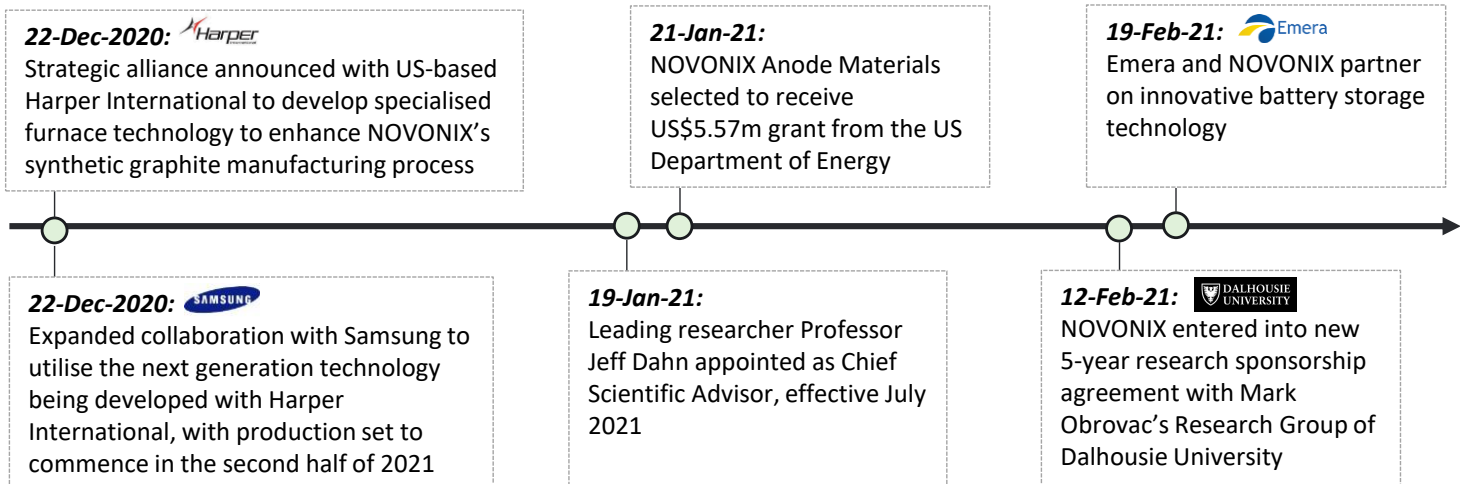 22-Dec-2020: Harper International
Strategic alliance announced with US-based
Harper International to develop specialised
furnace technology to enhance NOVONIX’s
synthetic graphite manufacturing process
21-Jan-21:
NOVONIX Anode Materials
selected to receive
US$5.57m grant from the US
Department of Energy
19-Feb-21: Emera
Emera and NOVONIX partner
on innovative battery storage
technology
22-Dec-2020: SAMSUNG
Expanded collaboration with Samsung to
utilise the next generation technology
being developed with Harper
International, with production set to
commence in the second half of 2021
19-Jan-21:
Leading researcher Professor
Jeff Dahn appointed as Chief
Scientific Advisor, effective July
2021
12-Feb-21: DALHOUSIE
UNIVERSITY
NOVONIX entered into new
5-year research sponsorship
agreement with Mark
Obrovac’s Research Group of
Dalhousie University